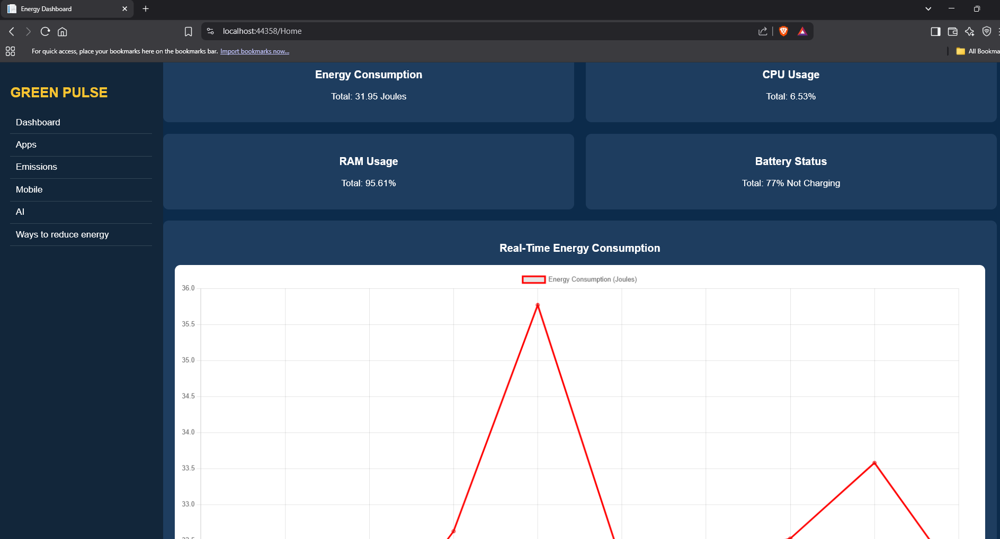 Energy Dashboard
localhost:44358/Home
For quick access, place your bookmarks here on the bookmarks bar. Import bookmarks now...
All Bookma
GREEN PULSE
Dashboard
Apps
Emissions
Mobile
AI
Ways to reduce energy
Energy Consumption
Total: 31.95 Joules
CPU Usage
Total: 6.53%
RAM Usage
Total: 95.61%
Battery Status
Total: 77% Not Charging
Real-Time Energy Consumption
Energy Consumption (Joules)
36.0
35.5
35.0
34.5
34.0
33.5
33.0